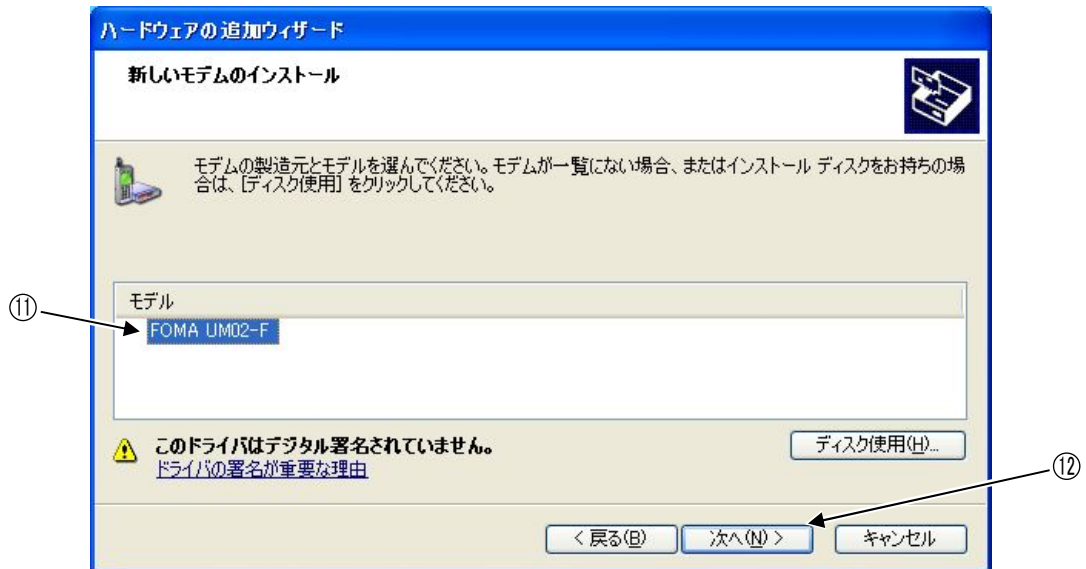 ハードウェアの追加ウィザード
新しいモデムのインストール
モデムの製造元とモデルを選んでください。モデムが一覧にない場合、またはインストール ディスクをお持ちの場
合は、[ディスク使用] をクリックしてください。
モデル
⑪
FOMA UM02-F
このドライバはデジタル署名されていません。
ディスク使用(H)...
ドライバの署名が重要な理由
⑫
< 戻る(B)
次へ(N) >
キャンセル